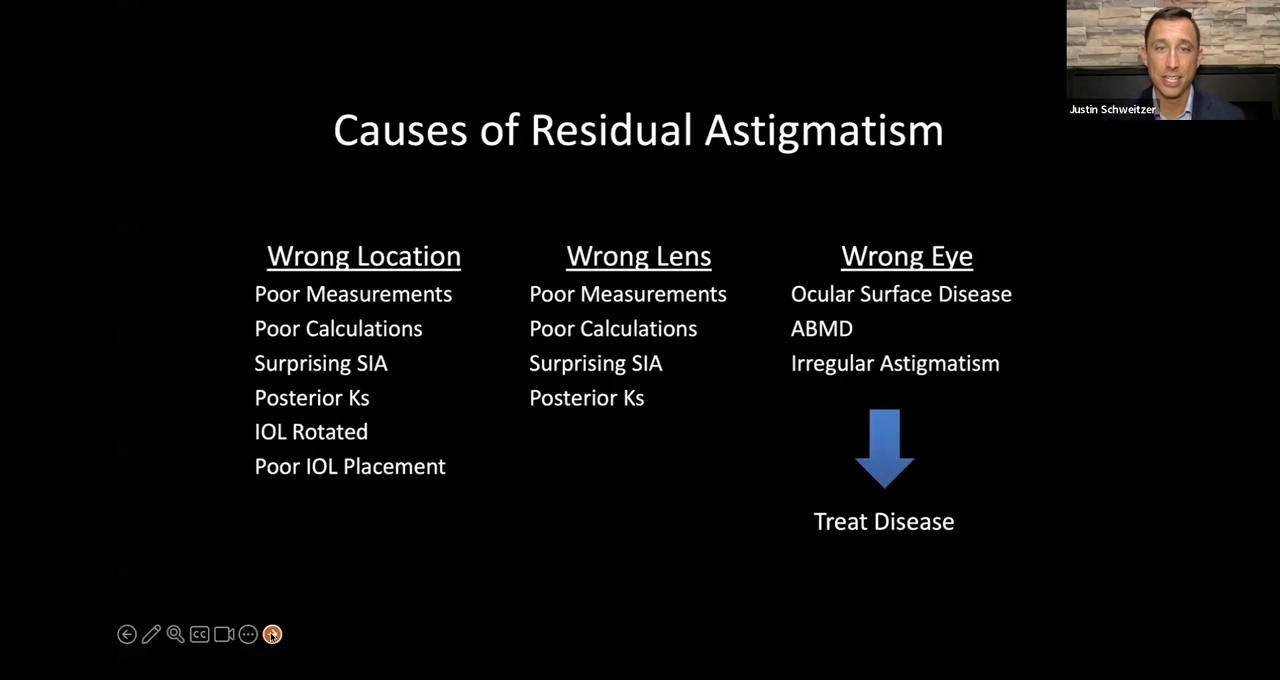 Justin Schweitzer
Causes of Residual Astigmatism
Wrong Location
Poor Measurements
Poor Calculations
Surprising SIA
Posterior Ks
IOL Rotated
Poor IOL Placement
Wrong Lens
Poor Measurements
Poor Calculations
Surprising SIA
Posterior Ks
Wrong Eye
Ocular Surface Disease
ABMD
Irregular Astigmatism
Treat Disease
CC